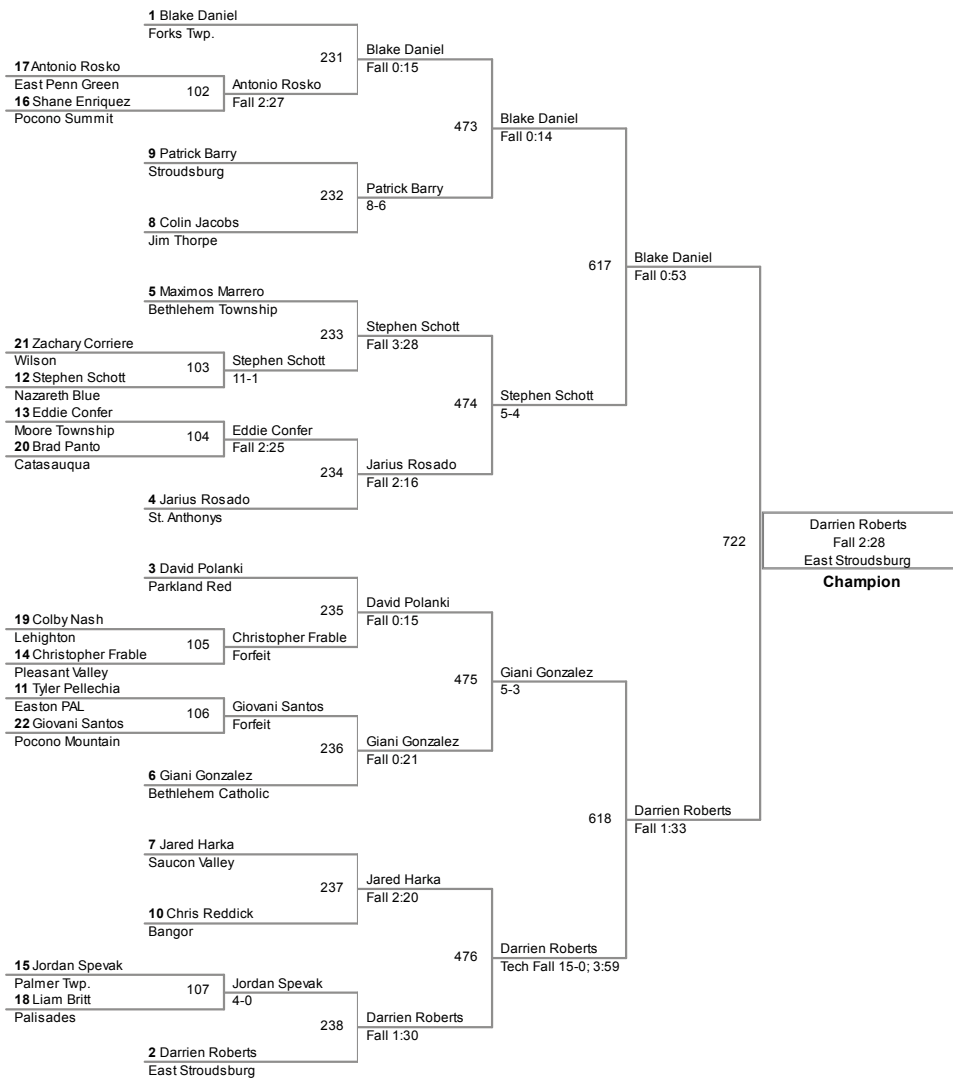 1 Blake Daniel
Forks Twp.
231
Blake Daniel
Fall 0:15
17 Antonio Rosko
East Penn Green
102
Antonio Rosko
Fall 2:27
16 Shane Enriquez
Pocono Summit
473
Blake Daniel
Fall 0:14
9 Patrick Barry
Stroudsburg
232
Patrick Barry
8-6
8 Colin Jacobs
Jim Thorpe
617
Blake Daniel
Fall 0:53
5 Maximos Marrero
Bethlehem Township
233
Stephen Schott
Fall 3:28
21 Zachary Corriere
Wilson
103
Stephen Schott
11-1
12 Stephen Schott
Nazareth Blue
474
Stephen Schott
5-4
13 Eddie Confer
Moore Township
104
Eddie Confer
Fall 2:25
20 Brad Panto
Catasauqua
234
Jarius Rosado
Fall 2:16
4 Jarius Rosado
St. Anthonys
722
Darrien Roberts
Fall 2:28
East Stroudsburg
Champion
3 David Polanki
Parkland Red
235
David Polanki
Fall 0:15
19 Colby Nash
Lehighton
105
Christopher Frable
Forfeit
14 Christopher Frable
Pleasant Valley
475
Giani Gonzalez
5-3
11 Tyler Pellechia
Easton PAL
106
Giovani Santos
Forfeit
22 Giovani Santos
Pocono Mountain
236
Giani Gonzalez
Fall 0:21
6 Giani Gonzalez
Bethlehem Catholic
618
Darrien Roberts
Fall 1:33
7 Jared Harka
Saucon Valley
237
Jared Harka
Fall 2:20
10 Chris Reddick
Bangor
476
Darrien Roberts
Tech Fall 15-0; 3:59
15 Jordan Spevak
Palmer Twp.
107
Jordan Spevak
4-0
18 Liam Britt
Palisades
238
Darrien Roberts
Fall 1:30
2 Darrien Roberts
East Stroudsburg